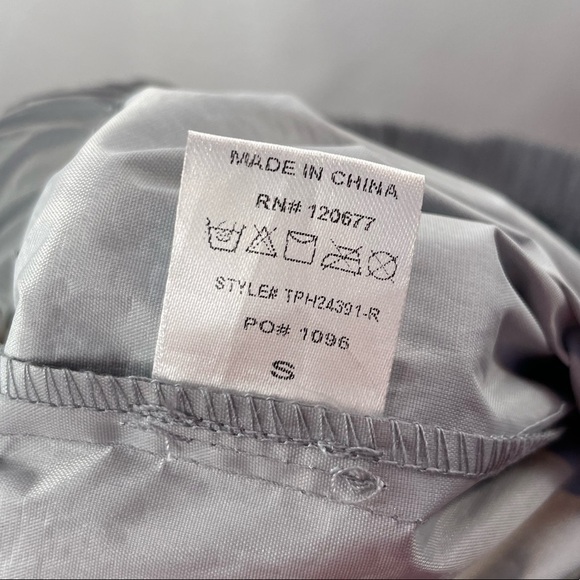 MADE IN CHINA
RN# 120677
STYLE# TPH24391-R
PO# 1096
S